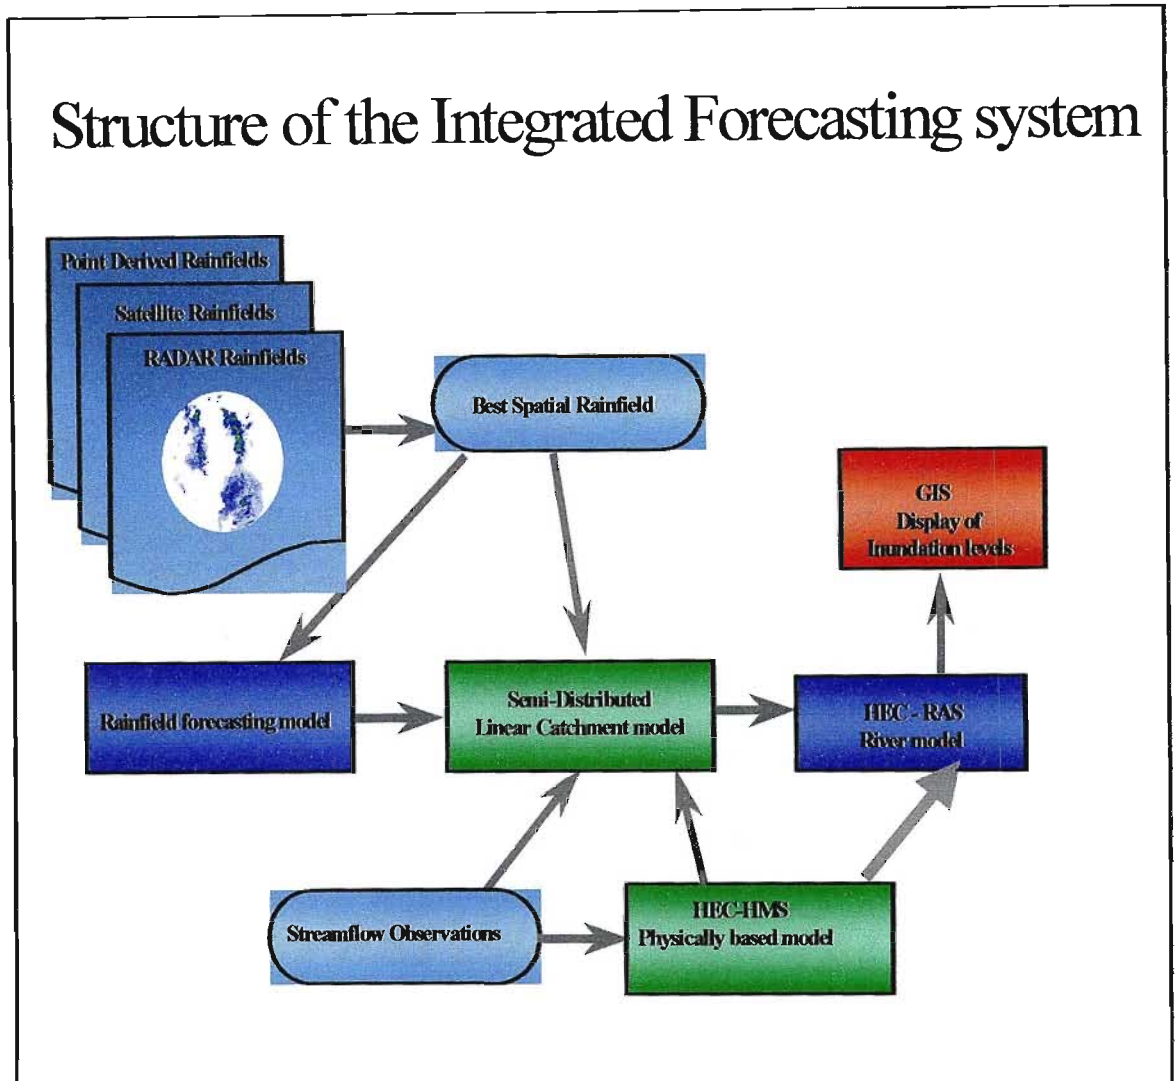 Structure of the Integrated Forecasting system
Point Derived Rainfields
Satellite Rainfields
RADAR Rainfields
Best Spatial Rainfield
GIS
Display of
Inundation levels
Rainfield forecasting model
Semi-Distributed
Linear Catchment model
HEC - RAS
River model
Streamflow Observations
HEC-HMS
Physically based model